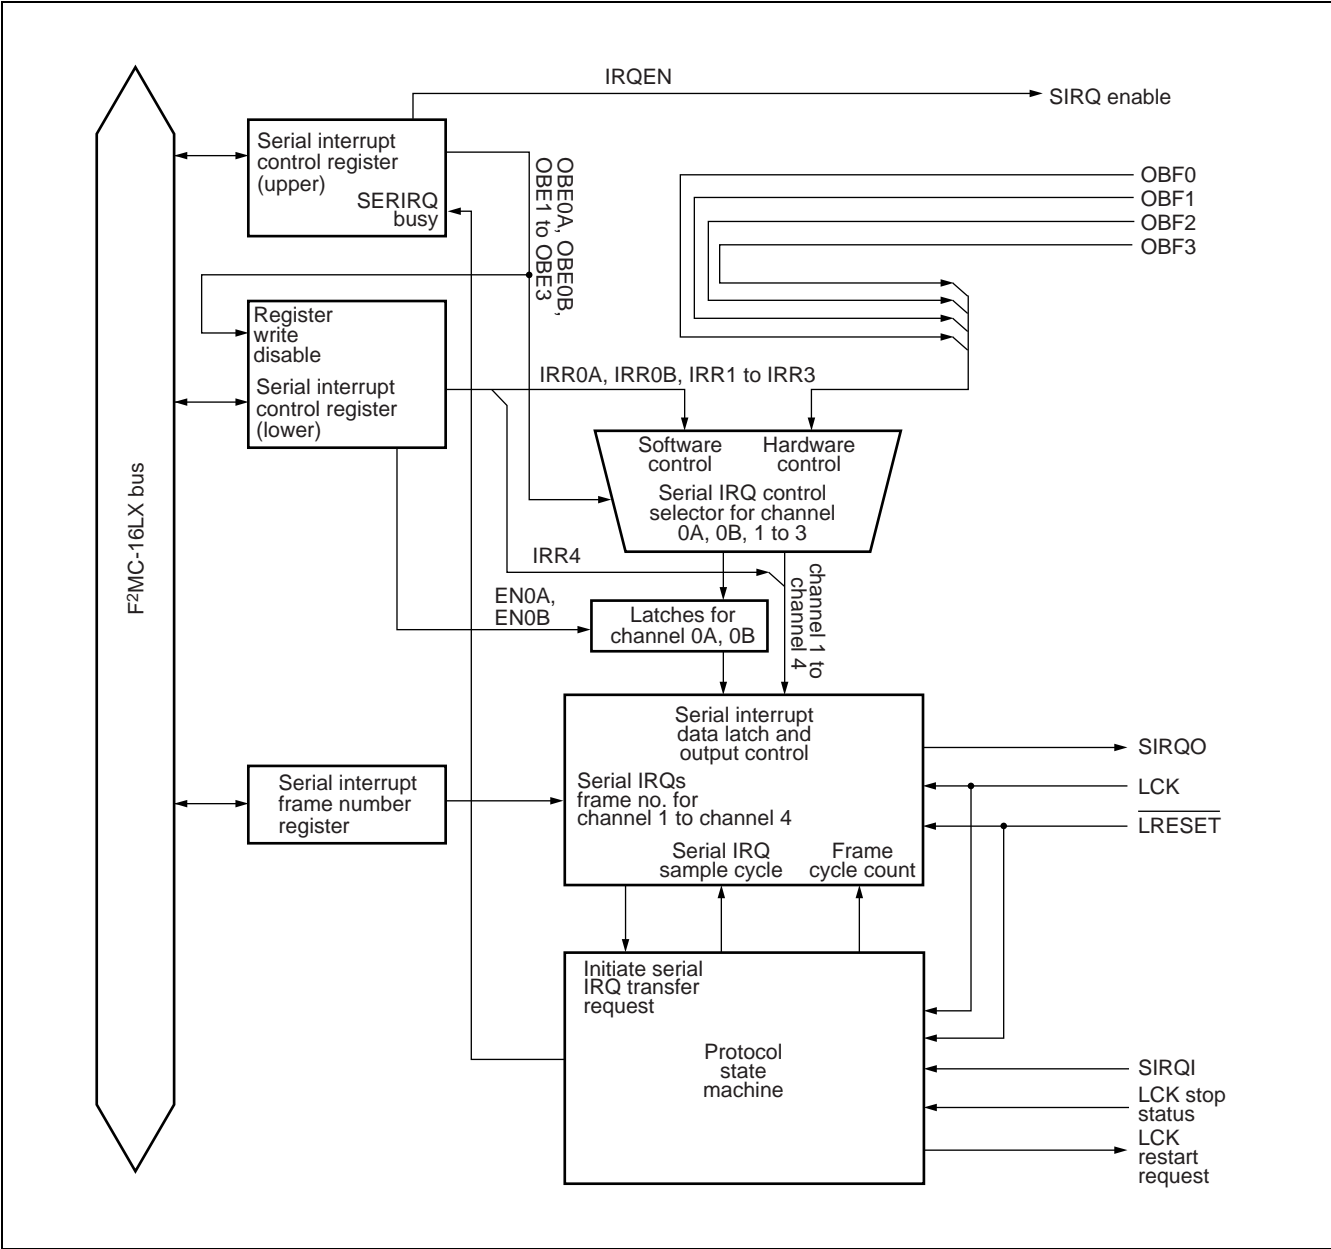 IRQEN
SIRQ enable
Serial interrupt
control register
(upper)
SERIRQ
busy
OBE0A, OBE0B,
OBE1 to OBE3
OBF0
OBF1
OBF2
OBF3
Register
write
disable
Serial interrupt
control register
(lower)
IRR0A, IRR0B, IRR1 to IRR3
Software
control
Hardware
control
Serial IRQ control
selector for channel
0A, 0B, 1 to 3
F²MC-16LX bus
IRR4
channel 1 to
channel 4
EN0A,
EN0B
Latches for
channel 0A, 0B
Serial interrupt
data latch and
output control
SIRQO
Serial interrupt
frame number
register
Serial IRQs
frame no. for
channel 1 to channel 4
LCK
LRESET
Serial IRQ
sample cycle
Frame
cycle count
Initiate serial
IRQ transfer
request
Protocol
state
machine
SIRQI
LCK stop
status
LCK
restart
request